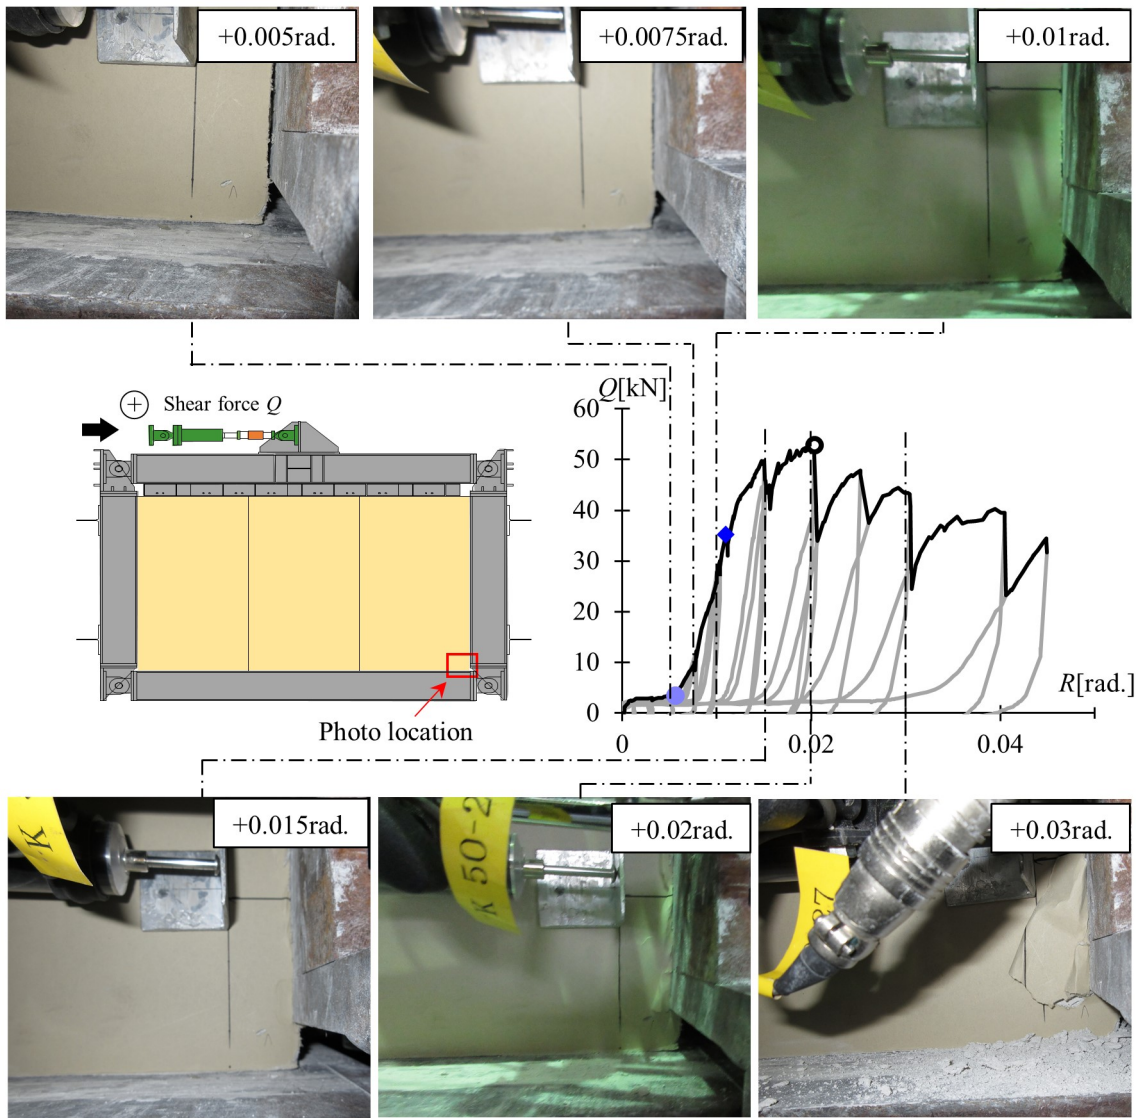 +0.005rad.
+0.0075rad.
+0.01rad.
+ Shear force Q
Photo location
Q[kN]
60
50
40
30
20
10
0
R[rad.]
0
0.02
0.04
+0.015rad.
+0.02rad.
+0.03rad.
K
K 50-2
37